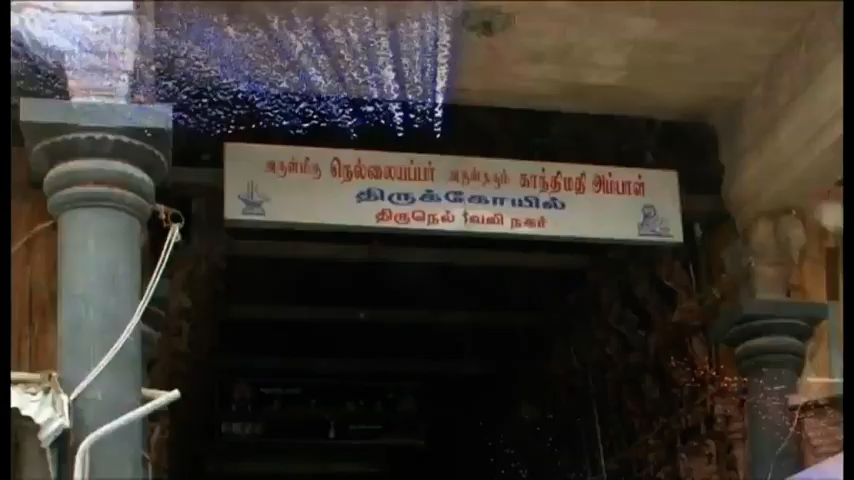 அருள்மிகு நெல்லையப்பர் அருள்தரும் காந்திமதி அம்பாள்
திருக்கோயில்
திருநெல்வேலி நகர்